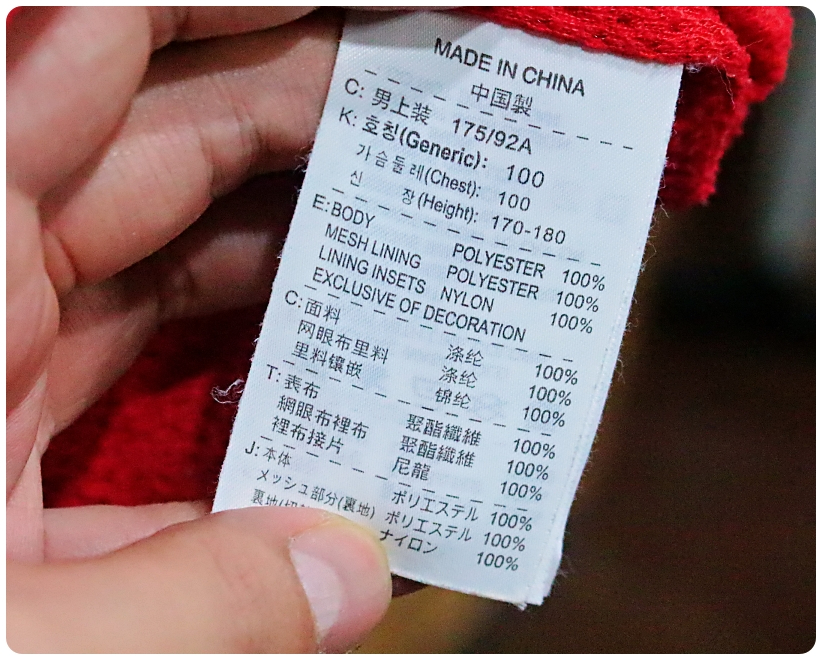 MADE IN CHINA
中国製
C: 男上装 175/92A
K: 호칭(Generic): 100
가슴둘레(Chest): 100
신 장(Height): 170-180
E: BODY POLYESTER 100%
MESH LINING POLYESTER 100%
LINING INSETS NYLON 100%
EXCLUSIVE OF DECORATION
C: 面料 涤纶 100%
网眼布里料 涤纶 100%
里料镶嵌 锦纶 100%
T: 表布 聚酯纖維 100%
網眼布裡布 聚酯纖維 100%
裡布接片 尼龍 100%
J: 本体 ポリエステル 100%
メッシュ部分(裏地) ポリエステル 100%
裏地(切 ナイロン 100%